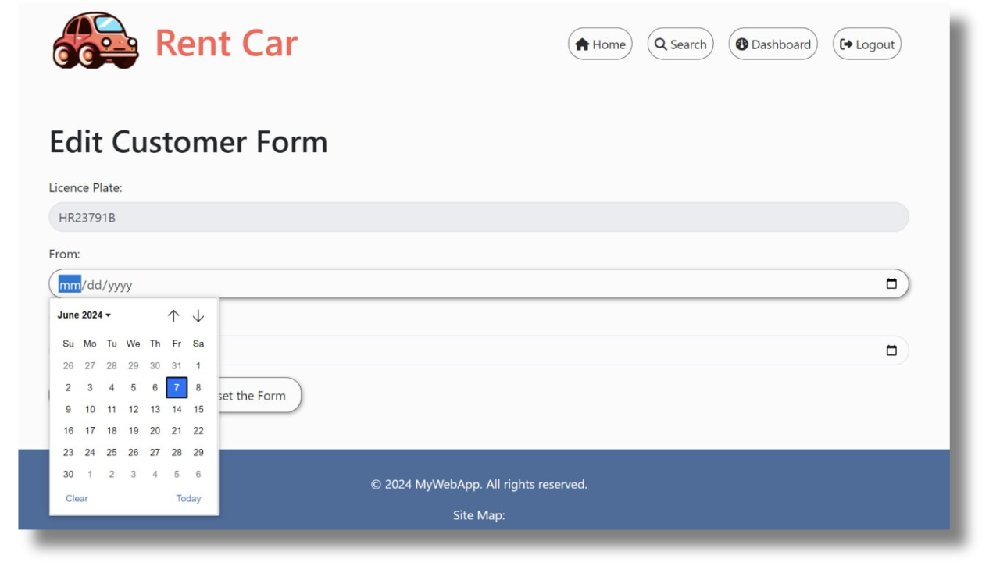 Rent Car
Home Search Dashboard Logout
Edit Customer Form
Licence Plate:
HR23791B
From:
mm/dd/yyyy
June 2024
Su Mo Tu We Th Fr Sa
26 27 28 29 30 31 1
2 3 4 5 6 7 8
9 10 11 12 13 14 15
16 17 18 19 20 21 22
23 24 25 26 27 28 29
30 1 2 3 4 5 6
Clear Today
set the Form
© 2024 MyWebApp. All rights reserved.
Site Map: